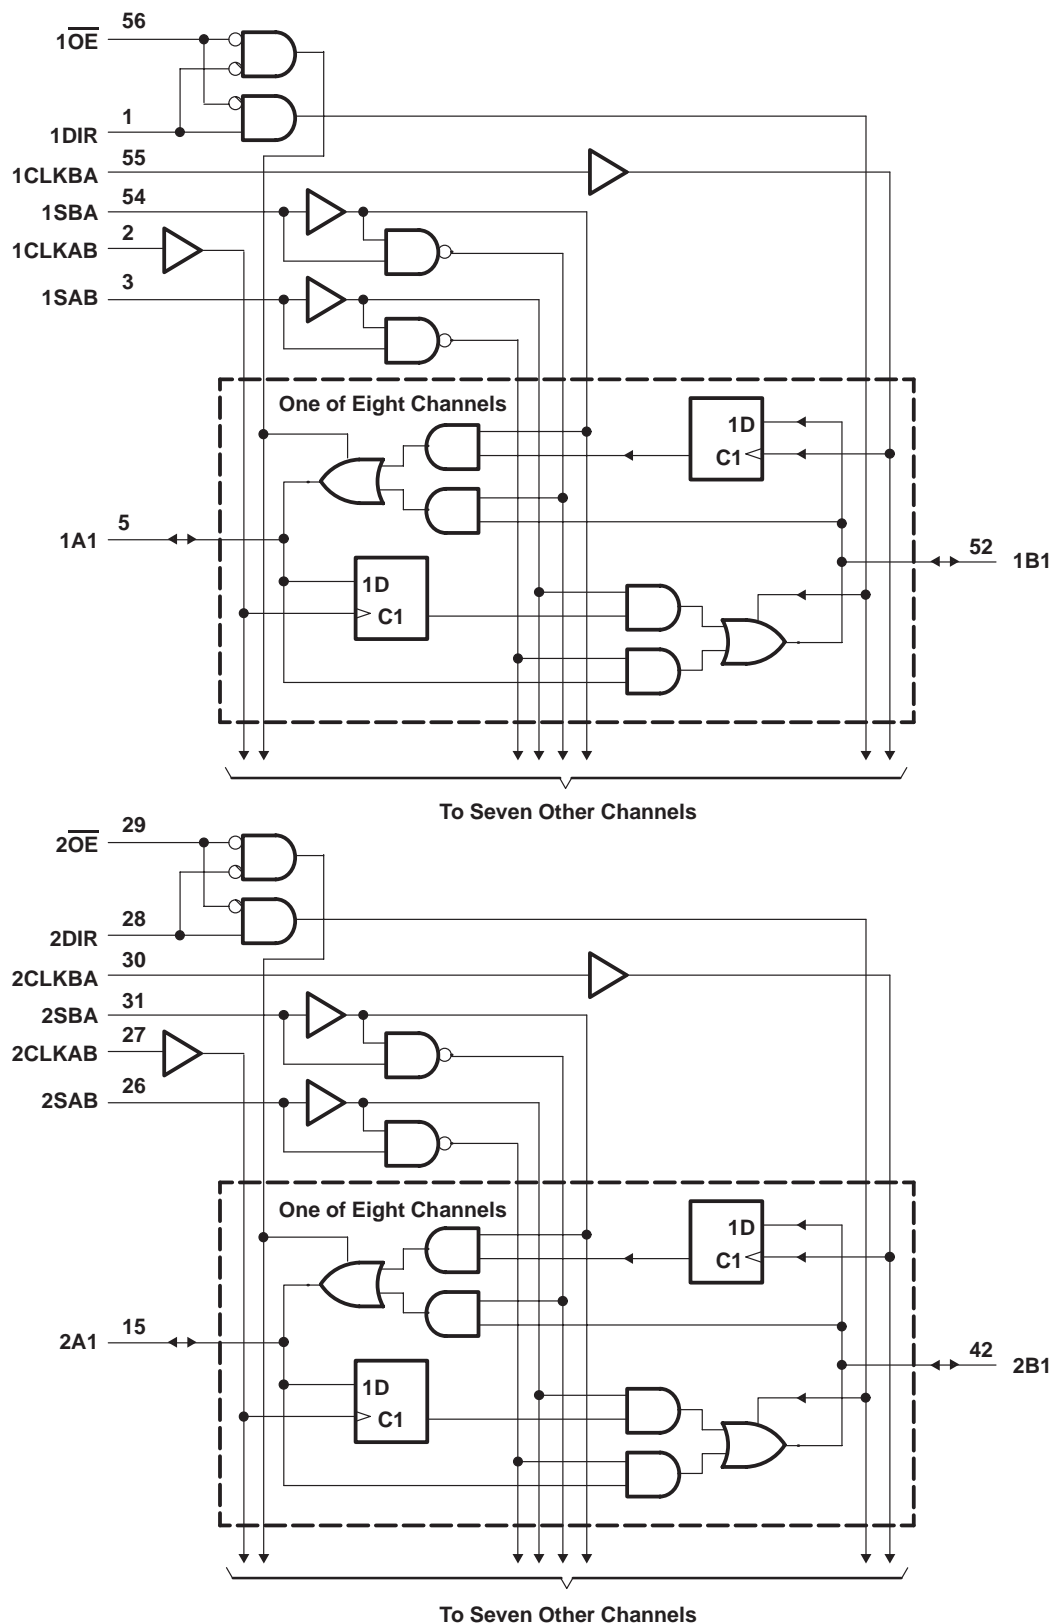 56
1O̅E̅
1
1DIR
55
1CLKBA
54
1SBA
2
1CLKAB
3
1SAB
One of Eight Channels
1D
C1
5
1A1
52
1B1
1D
C1
To Seven Other Channels
29
2O̅E̅
28
2DIR
30
2CLKBA
31
2SBA
27
2CLKAB
26
2SAB
One of Eight Channels
1D
C1
15
2A1
42
2B1
1D
C1
To Seven Other Channels